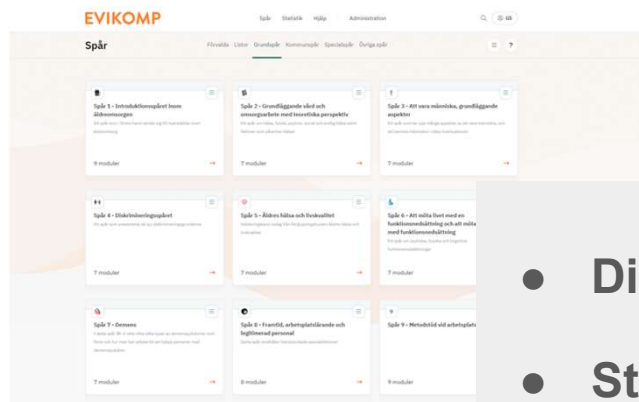 EVIKOMP
Spår Statistik Hjälp Administration
Spår
Förvalda Listor Grundspår Kommunspår Specialspår Övriga spår
?
Spår 1 - Introduktionsspåret inom
äldreomsorgen
9 moduler
Spår 2 - Grundläggande vård och
omsorgsarbete med teoretiska perspektiv
7 moduler
Spår 3 - Att vara människa, grundläggande
aspekter
7 moduler
Spår 4 - Diskrimineringsspåret
7 moduler
Spår 5 - Äldres hälsa och livskvalitet
7 moduler
Spår 6 - Att möta livet med en
funktionsnedsättning och att möta
med funktionsnedsättning
7 moduler
Spår 7 - Demens
7 moduler
Spår 8 - Framtid, arbetsplatslärande och
legitimerad personal
8 moduler
Spår 9 - Metodstöd vid arbetsplats
9 moduler
• Di
• St